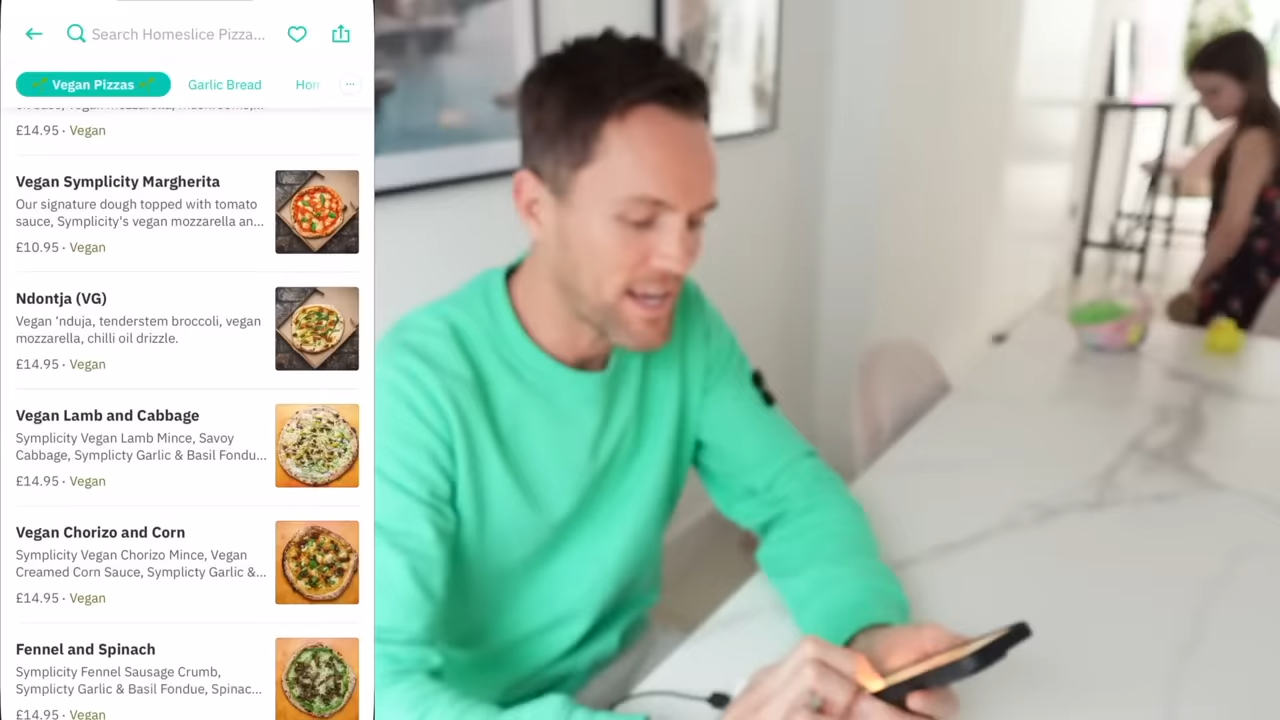 Search Homeslice Pizza...
Vegan Pizzas
Garlic Bread
£14.95 · Vegan
Vegan Symplicity Margherita
Our signature dough topped with tomato
sauce, Symplicity's vegan mozzarella an...
£10.95 · Vegan
Ndontja (VG)
Vegan ‘nduja, tenderstem broccoli, vegan
mozzarella, chilli oil drizzle.
£14.95 · Vegan
Vegan Lamb and Cabbage
Symplicity Vegan Lamb Mince, Savoy
Cabbage, Symplicty Garlic & Basil Fondu...
£14.95 · Vegan
Vegan Chorizo and Corn
Symplicity Vegan Chorizo Mince, Vegan
Creamed Corn Sauce, Symplicty Garlic &...
£14.95 · Vegan
Fennel and Spinach
Symplicity Fennel Sausage Crumb,
Symplicty Garlic & Basil Fondue, Spinac...
£14.95 · Vegan